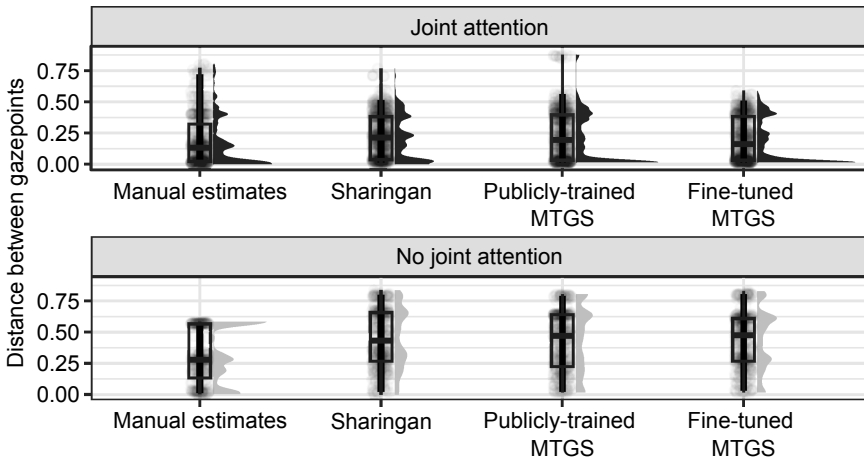 Joint attention
Distance between gazepoints
0.75
0.50
0.25
0.00
Manual estimates
Sharingan
Publicly-trained
MTGS
Fine-tuned
MTGS
No joint attention
0.75
0.50
0.25
0.00
Manual estimates
Sharingan
Publicly-trained
MTGS
Fine-tuned
MTGS